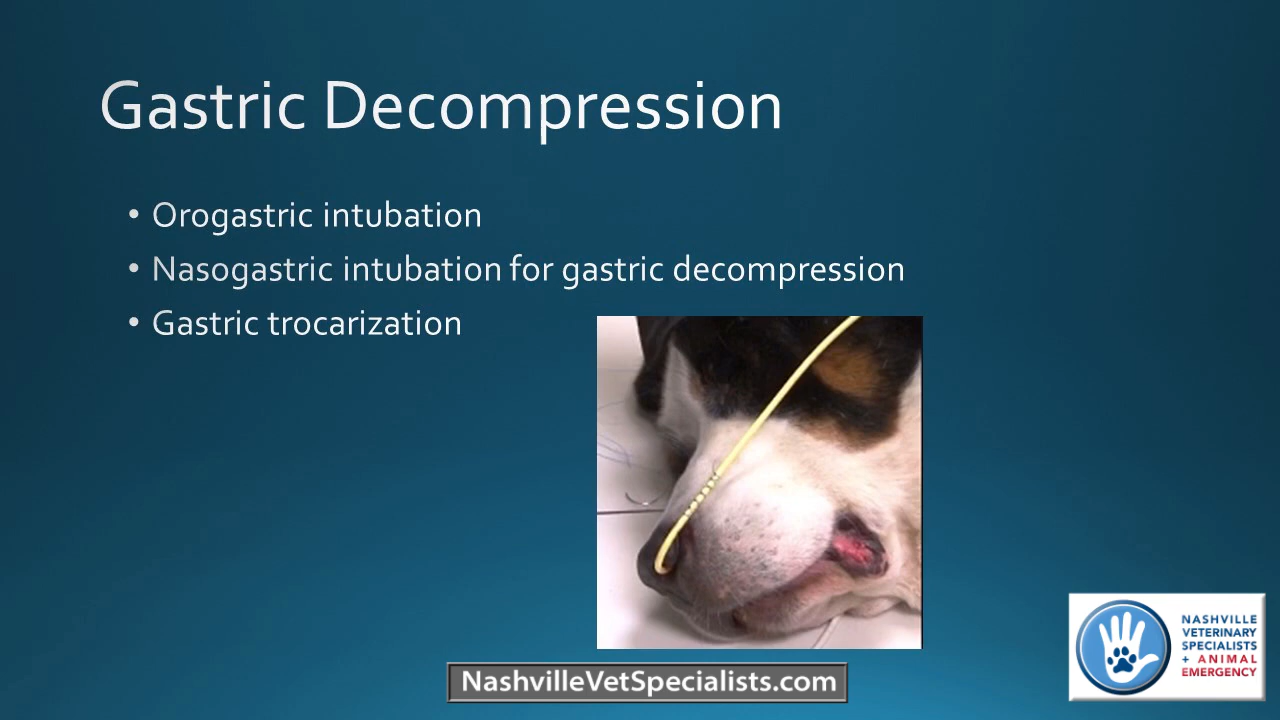 Gastric Decompression
• Orogastric intubation
• Nasogastric intubation for gastric decompression
• Gastric trocarization
NASHVILLE
VETERINARY
SPECIALISTS
+ ANIMAL
EMERGENCY
NashvilleVetSpecialists.com